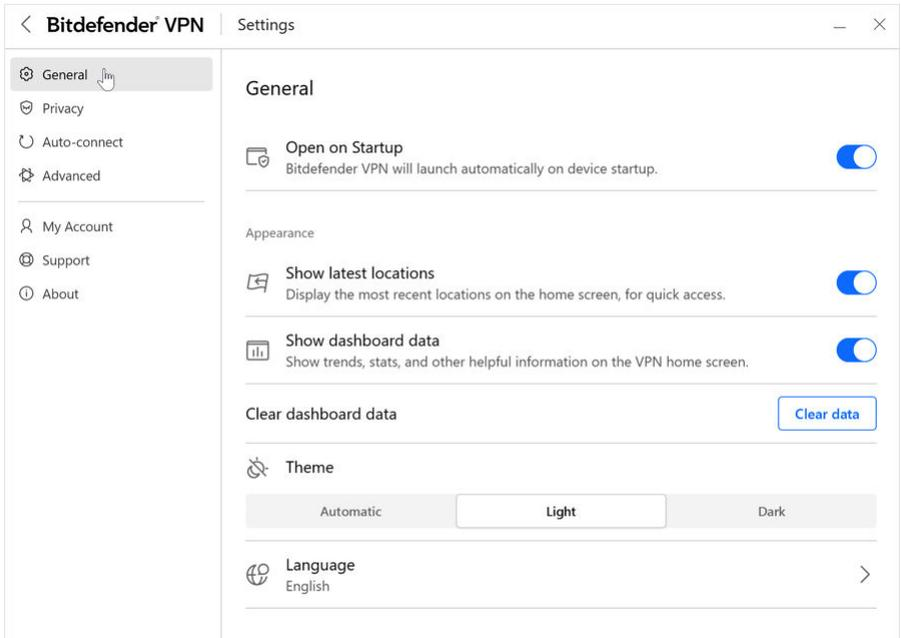 Bitdefender VPN
Settings
General
Privacy
Auto-connect
Advanced
My Account
Support
About
General
Open on Startup
Bitdefender VPN will launch automatically on device startup.
Appearance
Show latest locations
Display the most recent locations on the home screen, for quick access.
Show dashboard data
Show trends, stats, and other helpful information on the VPN home screen.
Clear dashboard data
Clear data
Theme
Automatic
Light
Dark
Language
English